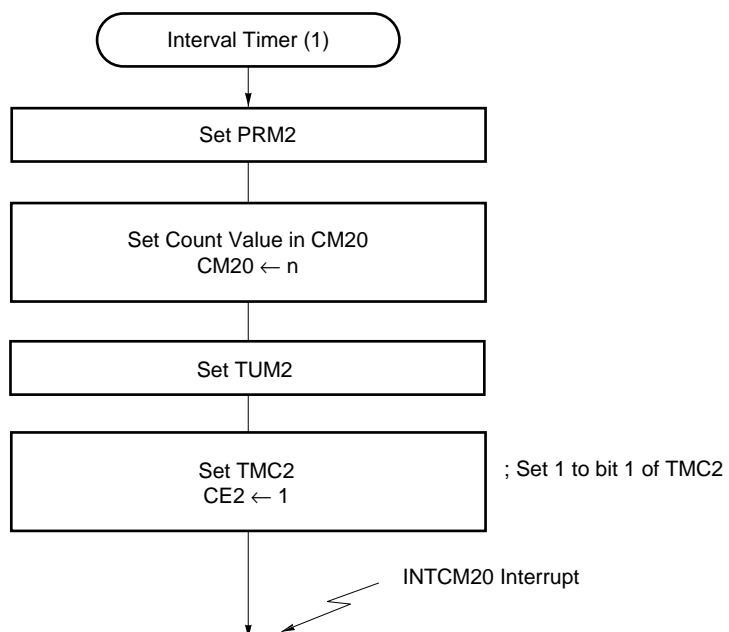 Interval Timer (1)
Set PRM2
Set Count Value in CM20
CM20 ← n
Set TUM2
Set TMC2
CE2 ← 1
; Set 1 to bit 1 of TMC2
INTCM20 Interrupt